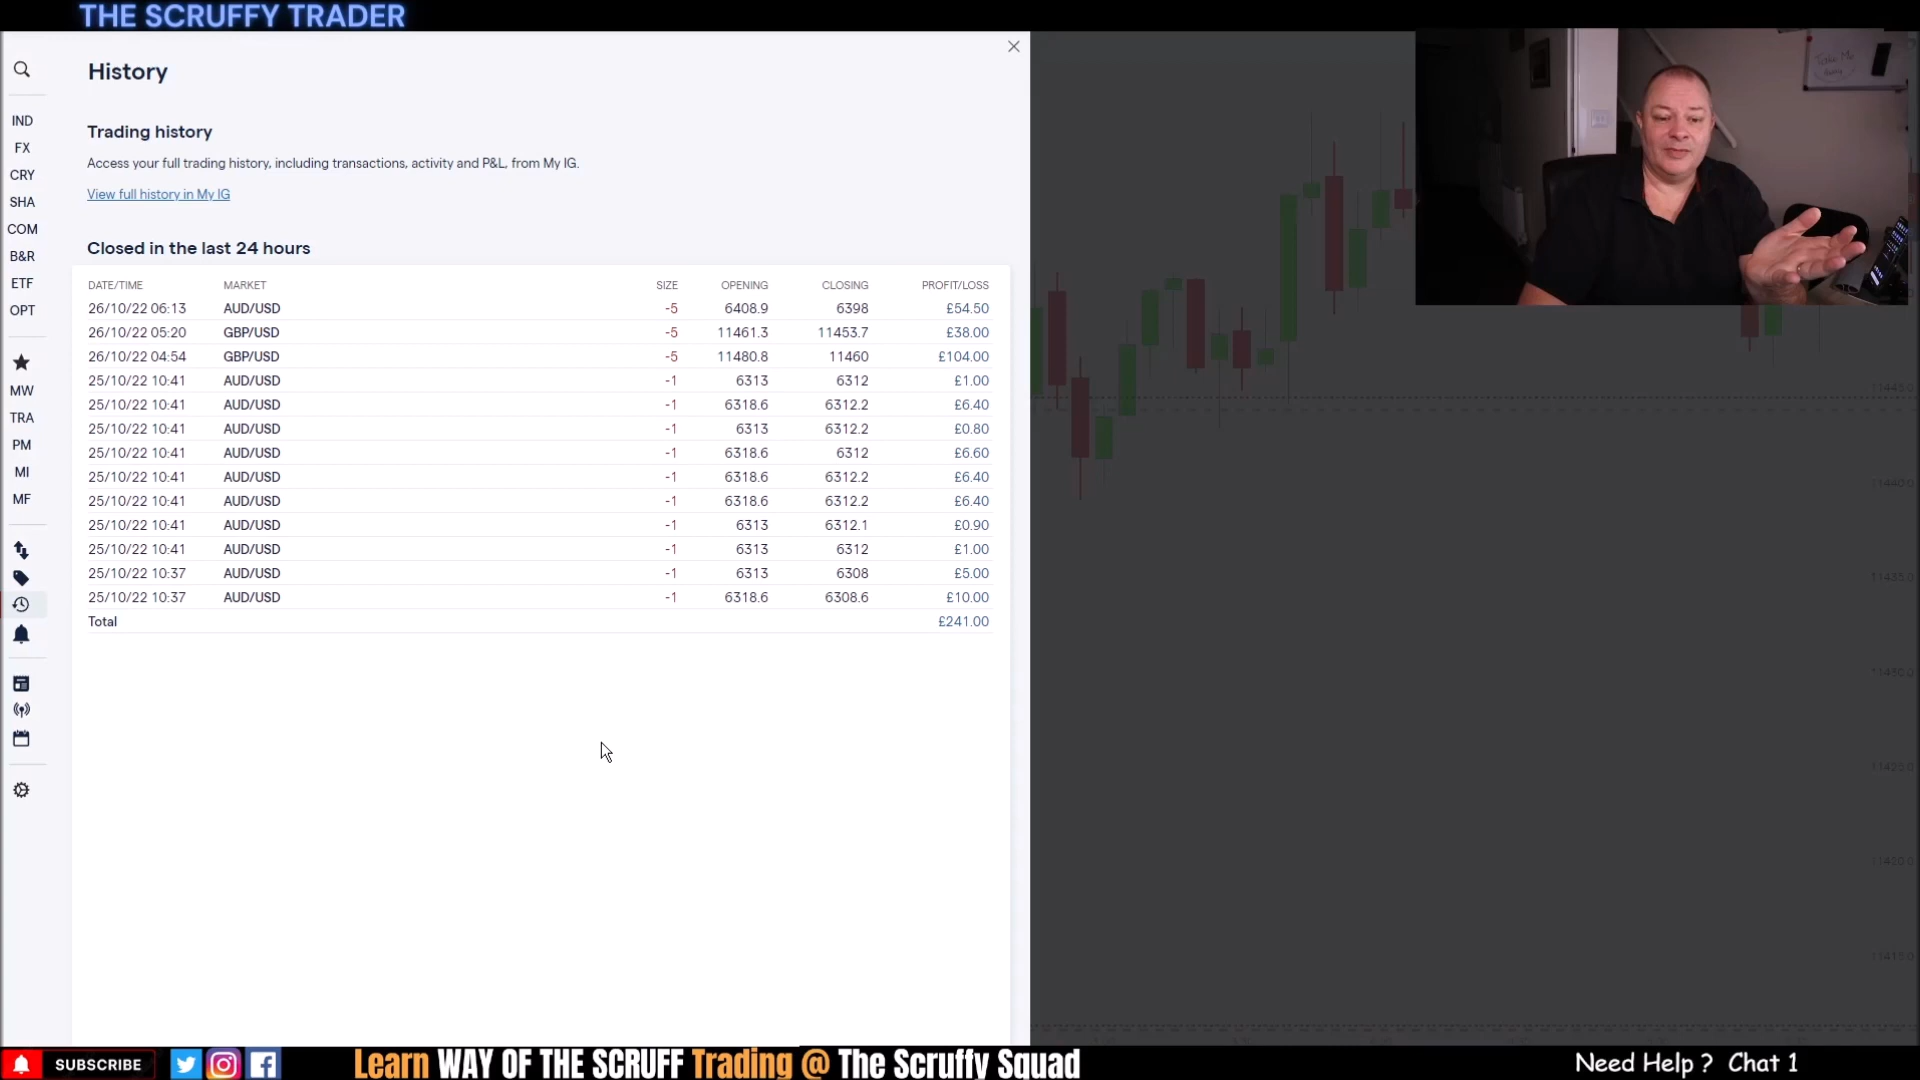 THE SCRUFFY TRADER
History
Trading history
Access your full trading history, including transactions, activity and P&L, from My IG.
View full history in My IG
Closed in the last 24 hours
DATE/TIME MARKET SIZE OPENING CLOSING PROFIT/LOSS
26/10/22 06:13 AUD/USD -5 6408.9 6398 £54.50
26/10/22 05:20 GBP/USD -5 11461.3 11453.7 £38.00
26/10/22 04:54 GBP/USD -5 11480.8 11460 £104.00
25/10/22 10:41 AUD/USD -1 6313 6312 £1.00
25/10/22 10:41 AUD/USD -1 6318.6 6312.2 £6.40
25/10/22 10:41 AUD/USD -1 6313 6312.2 £0.80
25/10/22 10:41 AUD/USD -1 6318.6 6312 £6.60
25/10/22 10:41 AUD/USD -1 6318.6 6312.2 £6.40
25/10/22 10:41 AUD/USD -1 6318.6 6312.2 £6.40
25/10/22 10:41 AUD/USD -1 6313 6312.1 £0.90
25/10/22 10:41 AUD/USD -1 6313 6312 £1.00
25/10/22 10:37 AUD/USD -1 6313 6308 £5.00
25/10/22 10:37 AUD/USD -1 6318.6 6308.6 £10.00
Total £241.00
IND
FX
CRY
SHA
COM
B&R
ETF
OPT
MW
TRA
PM
MI
MF
11445.0
11440.0
11435.0
11425.0
11420.0
SUBSCRIBE
Learn WAY OF THE SCRUFF Trading @ The Scruffy Squad
Need Help ? Chat 1